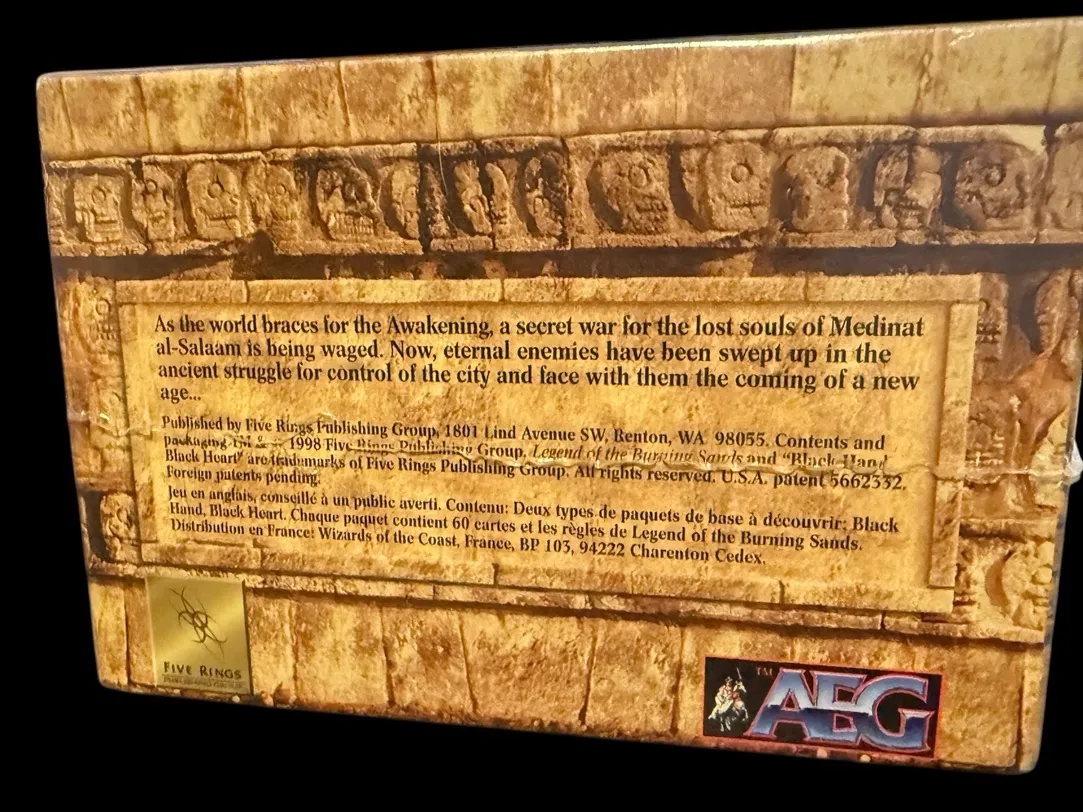 As the world braces for the Awakening, a secret war for the lost souls of Medinat
al-Salaam is being waged. Now, eternal enemies have been swept up in the
ancient struggle for control of the city and face with them the coming of a new
age...
Published by Five Rings Publishing Group, 1801 Lind Avenue SW, Renton, WA 98055. Contents and
packaging TM & 1998 Five Rings Publishing Group. Legend of the Burning Sands and "Black Hand
Black Heart" are trademarks of Five Rings Publishing Group. All rights reserved. U.S.A. patent 5662332.
Foreign patents pending.
Jeu en anglais, conseillé à un public averti. Contenu: Deux types de paquets de base à découvrir: Black
Hand, Black Heart. Chaque paquet contient 60 cartes et les règles de Legend of the Burning Sands.
Distribution en France: Wizards of the Coast, France, BP 103, 94222 Charenton Cedex.
FIVE RINGS
TM AEG